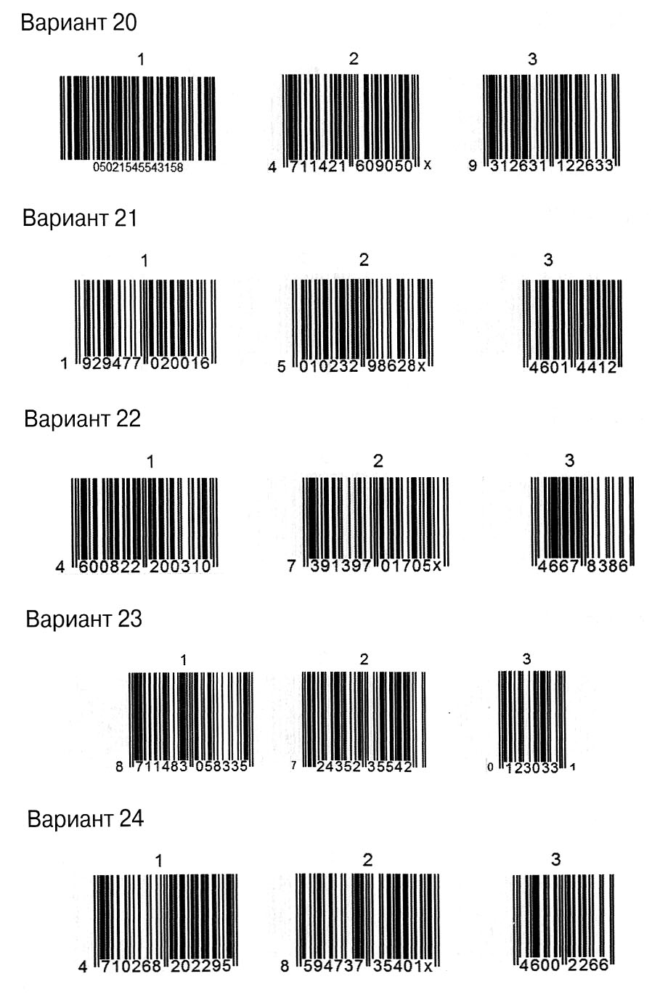 Вариант 20
1 2 3
05021545543158 4 711421 609050 x 9 312631 122633
Вариант 21
1 2 3
1 929477 020016 5 010232 98628x 4601 4412
Вариант 22
1 2 3
4 600822 200310 7 391397 01705x 4667 8386
Вариант 23
1 2 3
8 711483 058335 7 24352 35542 0 123033 1
Вариант 24
1 2 3
4 710268 202295 8 594737 35401x 4600 2266